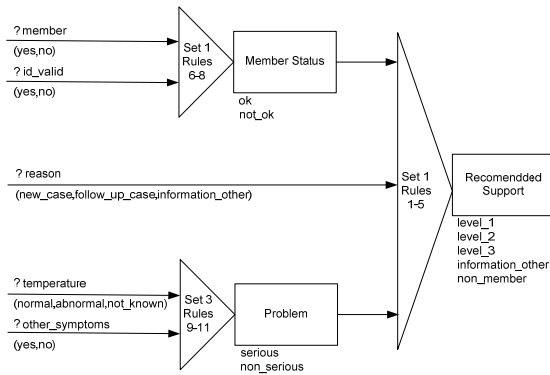 ? member
(yes,no)
? id_valid
(yes,no)
Set 1
Rules
6-8
Member Status
ok
not_ok
? reason
(new_case,follow_up_case,information_other)
Set 1
Rules
1-5
Recomendded
Support
level_1
level_2
level_3
information_other
non_member
? temperature
(normal,abnormal,not_known)
? other_symptoms
(yes,no)
Set 3
Rules
9-11
Problem
serious
non_serious